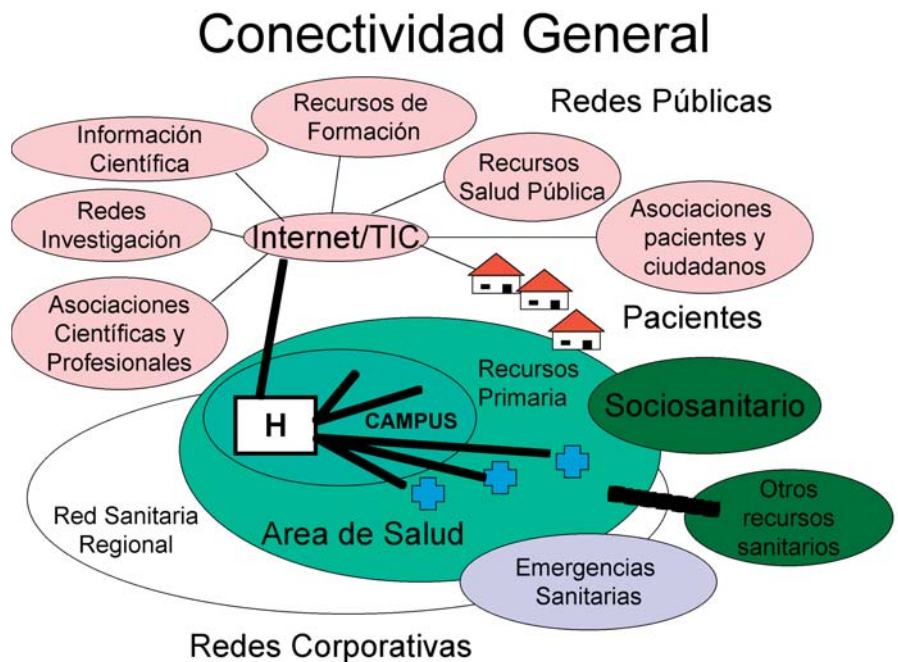 Conectividad General
Redes Públicas
Recursos de
Formación
Información
Científica
Recursos
Salud Pública
Redes
Investigación
Internet/TIC
Asociaciones
pacientes y
ciudadanos
Asociaciones
Científicas y
Profesionales
Pacientes
Recursos
Primaria
Sociosanitario
H
CAMPUS
Otros
recursos
sanitarios
Red Sanitaria
Regional
Area de Salud
Emergencias
Sanitarias
Redes Corporativas